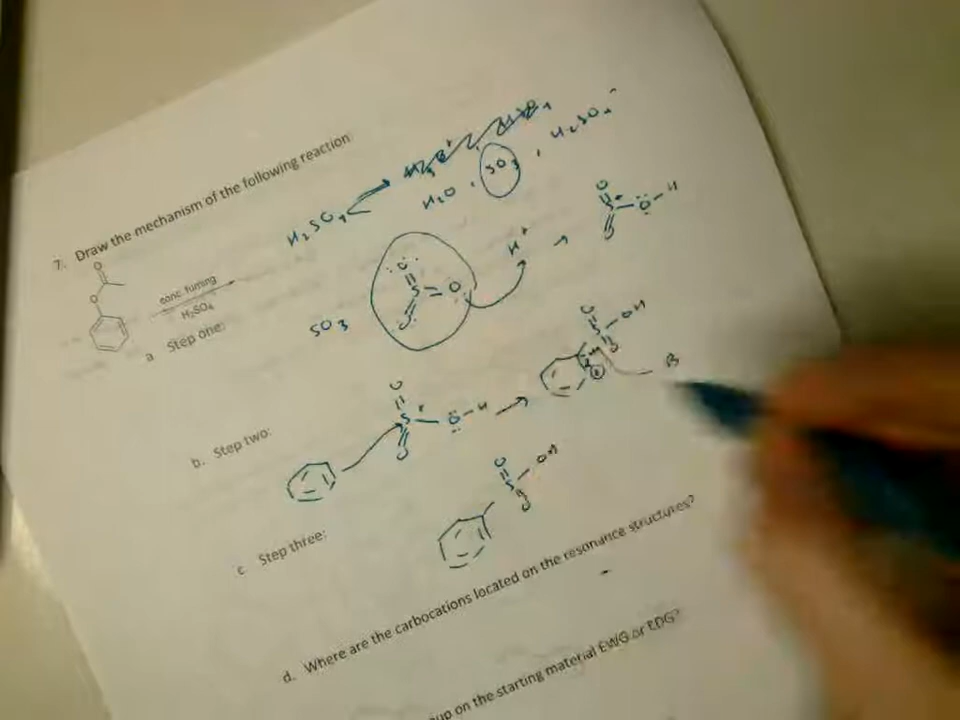 7. Draw the mechanism of the following reaction
O
O
conc. fuming
H₂SO₄
H₂SO₄
H₂O , SO₃ , H₂SO₄⁻
a Step one:
SO₃
O
S = O
O
H⁺
→
O
S⁺ - O - H
O
b. Step two:
O
S⁺ - O - H
O
→
O
S - OH
O
H
B
c Step three:
O
S - OH
O
d. Where are the carbocations located on the resonance structures?
up on the starting material EWG or EDG?